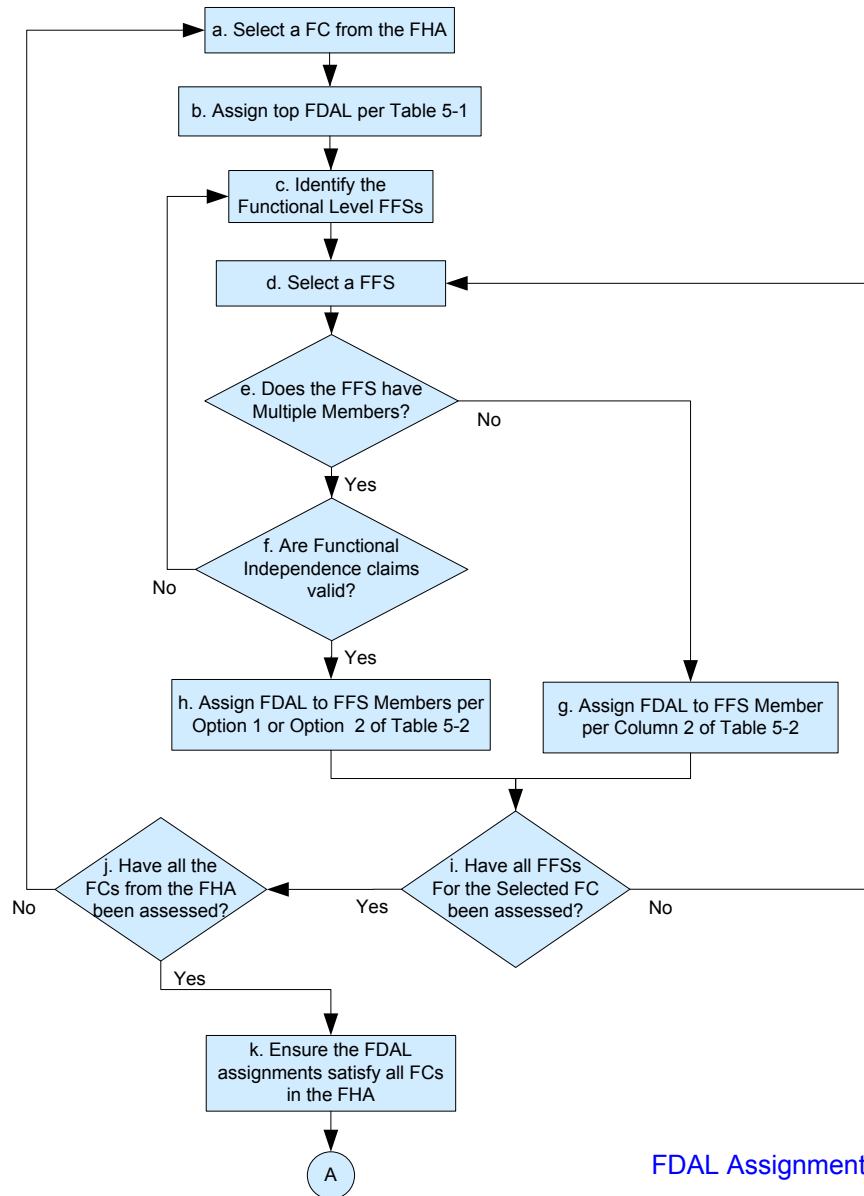 a. Select a FC from the FHA
b. Assign top FDAL per Table 5-1
c. Identify the
Functional Level FFSs
d. Select a FFS
e. Does the FFS have
Multiple Members?
No
Yes
f. Are Functional
Independence claims
valid?
No
Yes
h. Assign FDAL to FFS Members per
Option 1 or Option 2 of Table 5-2
g. Assign FDAL to FFS Member
per Column 2 of Table 5-2
j. Have all the
FCs from the FHA
been assessed?
No
Yes
i. Have all FFSs
For the Selected FC
been assessed?
No
Yes
k. Ensure the FDAL
assignments satisfy all FCs
in the FHA
A
FDAL Assignment